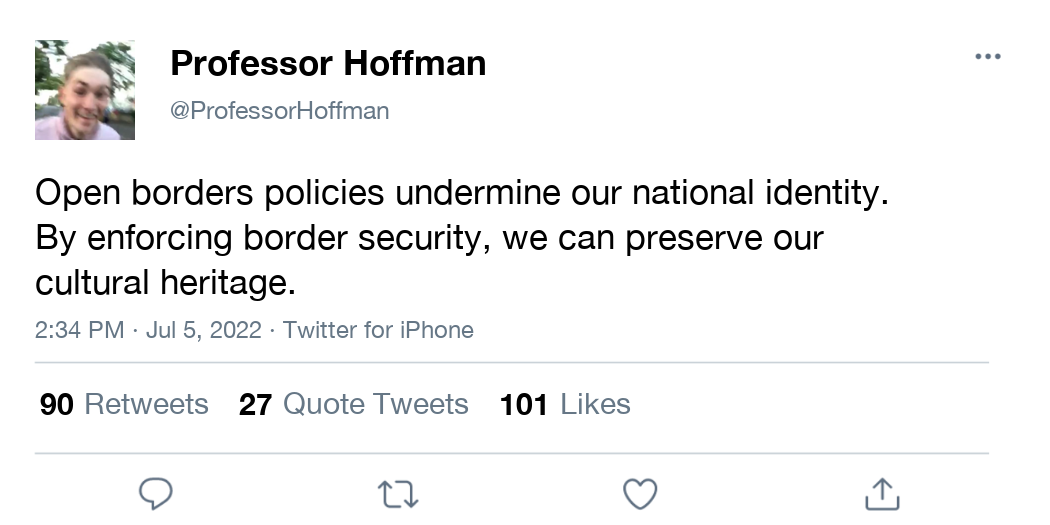 Professor Hoffman
@ProfessorHoffman
Open borders policies undermine our national identity.
By enforcing border security, we can preserve our
cultural heritage.
2:34 PM · Jul 5, 2022 · Twitter for iPhone
90 Retweets 27 Quote Tweets 101 Likes